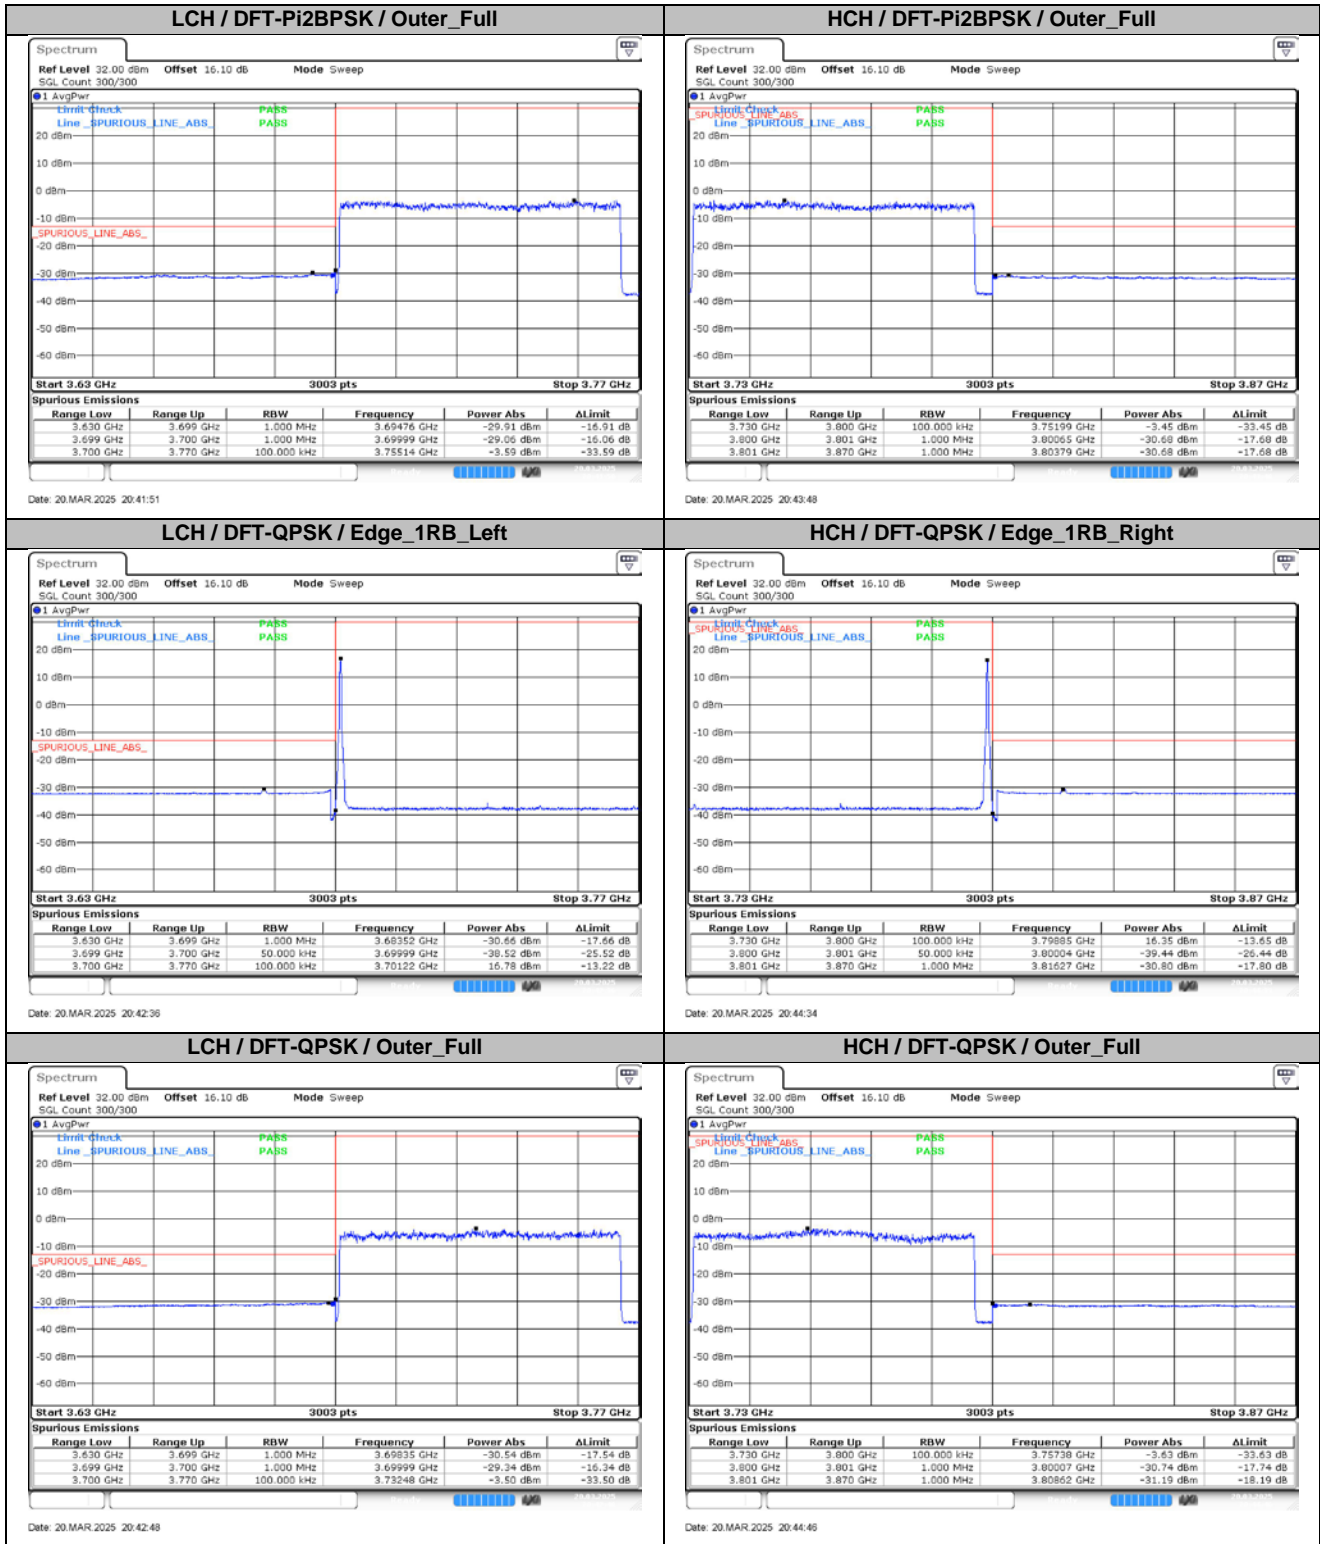 LCH / DFT-Pi2BPSK / Outer_Full
Spectrum
Ref Level 32.00 dBm Offset 16.10 dB Mode Sweep
SGL Count 300/300
1 AvgPwr
Limit Check PASS
Line _SPURIOUS_LINE_ABS_ PASS
20 dBm
10 dBm
0 dBm
-10 dBm
_SPURIOUS_LINE_ABS_
-20 dBm
-30 dBm
-40 dBm
-50 dBm
-60 dBm
Start 3.63 GHz 3003 pts Stop 3.77 GHz
Spurious Emissions
Range Low Range Up RBW Frequency Power Abs ΔLimit
3.630 GHz 3.699 GHz 1.000 MHz 3.69476 GHz -29.91 dBm -16.91 dB
3.699 GHz 3.700 GHz 1.000 MHz 3.69999 GHz -29.06 dBm -16.06 dB
3.700 GHz 3.770 GHz 100.000 kHz 3.75514 GHz -3.59 dBm -33.59 dB
Date: 20.MAR.2025 20:41:51
HCH / DFT-Pi2BPSK / Outer_Full
Spectrum
Ref Level 32.00 dBm Offset 16.10 dB Mode Sweep
SGL Count 300/300
1 AvgPwr
Limit Check PASS
_SPURIOUS_LINE_ABS_
Line _SPURIOUS_LINE_ABS_ PASS
20 dBm
10 dBm
0 dBm
-10 dBm
-20 dBm
-30 dBm
-40 dBm
-50 dBm
-60 dBm
Start 3.73 GHz 3003 pts Stop 3.87 GHz
Spurious Emissions
Range Low Range Up RBW Frequency Power Abs ΔLimit
3.730 GHz 3.800 GHz 100.000 kHz 3.75199 GHz -3.45 dBm -33.45 dB
3.800 GHz 3.801 GHz 1.000 MHz 3.80065 GHz -30.68 dBm -17.68 dB
3.801 GHz 3.870 GHz 1.000 MHz 3.80379 GHz -30.68 dBm -17.68 dB
Date: 20.MAR.2025 20:43:48
LCH / DFT-QPSK / Edge_1RB_Left
Spectrum
Ref Level 32.00 dBm Offset 16.10 dB Mode Sweep
SGL Count 300/300
1 AvgPwr
Limit Check PASS
Line _SPURIOUS_LINE_ABS_ PASS
20 dBm
10 dBm
0 dBm
-10 dBm
_SPURIOUS_LINE_ABS_
-20 dBm
-30 dBm
-40 dBm
-50 dBm
-60 dBm
Start 3.63 GHz 3003 pts Stop 3.77 GHz
Spurious Emissions
Range Low Range Up RBW Frequency Power Abs ΔLimit
3.630 GHz 3.699 GHz 1.000 MHz 3.68352 GHz -30.66 dBm -17.66 dB
3.699 GHz 3.700 GHz 50.000 kHz 3.69999 GHz -38.52 dBm -25.52 dB
3.700 GHz 3.770 GHz 100.000 kHz 3.70122 GHz 16.78 dBm -13.22 dB
Date: 20.MAR.2025 20:42:36
HCH / DFT-QPSK / Edge_1RB_Right
Spectrum
Ref Level 32.00 dBm Offset 16.10 dB Mode Sweep
SGL Count 300/300
1 AvgPwr
Limit Check PASS
_SPURIOUS_LINE_ABS_
Line _SPURIOUS_LINE_ABS_ PASS
20 dBm
10 dBm
0 dBm
-10 dBm
-20 dBm
-30 dBm
-40 dBm
-50 dBm
-60 dBm
Start 3.73 GHz 3003 pts Stop 3.87 GHz
Spurious Emissions
Range Low Range Up RBW Frequency Power Abs ΔLimit
3.730 GHz 3.800 GHz 100.000 kHz 3.79885 GHz 16.35 dBm -13.65 dB
3.800 GHz 3.801 GHz 50.000 kHz 3.80004 GHz -39.44 dBm -26.44 dB
3.801 GHz 3.870 GHz 1.000 MHz 3.81627 GHz -30.80 dBm -17.80 dB
Date: 20.MAR.2025 20:44:34
LCH / DFT-QPSK / Outer_Full
Spectrum
Ref Level 32.00 dBm Offset 16.10 dB Mode Sweep
SGL Count 300/300
1 AvgPwr
Limit Check PASS
Line _SPURIOUS_LINE_ABS_ PASS
20 dBm
10 dBm
0 dBm
-10 dBm
_SPURIOUS_LINE_ABS_
-20 dBm
-30 dBm
-40 dBm
-50 dBm
-60 dBm
Start 3.63 GHz 3003 pts Stop 3.77 GHz
Spurious Emissions
Range Low Range Up RBW Frequency Power Abs ΔLimit
3.630 GHz 3.699 GHz 1.000 MHz 3.69835 GHz -30.54 dBm -17.54 dB
3.699 GHz 3.700 GHz 1.000 MHz 3.69999 GHz -29.34 dBm -16.34 dB
3.700 GHz 3.770 GHz 100.000 kHz 3.73248 GHz -3.50 dBm -33.50 dB
Date: 20.MAR.2025 20:42:48
HCH / DFT-QPSK / Outer_Full
Spectrum
Ref Level 32.00 dBm Offset 16.10 dB Mode Sweep
SGL Count 300/300
1 AvgPwr
Limit Check PASS
_SPURIOUS_LINE_ABS_
Line _SPURIOUS_LINE_ABS_ PASS
20 dBm
10 dBm
0 dBm
-10 dBm
-20 dBm
-30 dBm
-40 dBm
-50 dBm
-60 dBm
Start 3.73 GHz 3003 pts Stop 3.87 GHz
Spurious Emissions
Range Low Range Up RBW Frequency Power Abs ΔLimit
3.730 GHz 3.800 GHz 100.000 kHz 3.75738 GHz -3.63 dBm -33.63 dB
3.800 GHz 3.801 GHz 1.000 MHz 3.80007 GHz -30.74 dBm -17.74 dB
3.801 GHz 3.870 GHz 1.000 MHz 3.80862 GHz -31.19 dBm -18.19 dB
Date: 20.MAR.2025 20:44:46